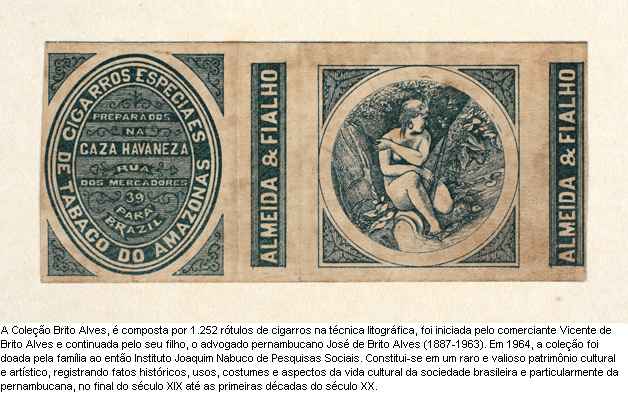 CIGARROS ESPECIAES
DE TABACO DO AMAZONAS
PREPARADOS
NA
CAZA HAVANEZA
RUA
DOS MERCADORES
39
PARÁ
BRAZIL
ALMEIDA & FIALHO
ALMEIDA & FIALHO
A Coleção Brito Alves, é composta por 1.252 rótulos de cigarros na técnica litográfica, foi iniciada pelo comerciante Vicente de
Brito Alves e continuada pelo seu filho, o advogado pernambucano José de Brito Alves (1887-1963). Em 1964, a coleção foi
doada pela família ao então Instituto Joaquim Nabuco de Pesquisas Sociais. Constitui-se em um raro e valioso patrimônio cultural
e artístico, registrando fatos históricos, usos, costumes e aspectos da vida cultural da sociedade brasileira e particularmente da
pernambucana, no final do século XIX até as primeiras décadas do século XX.